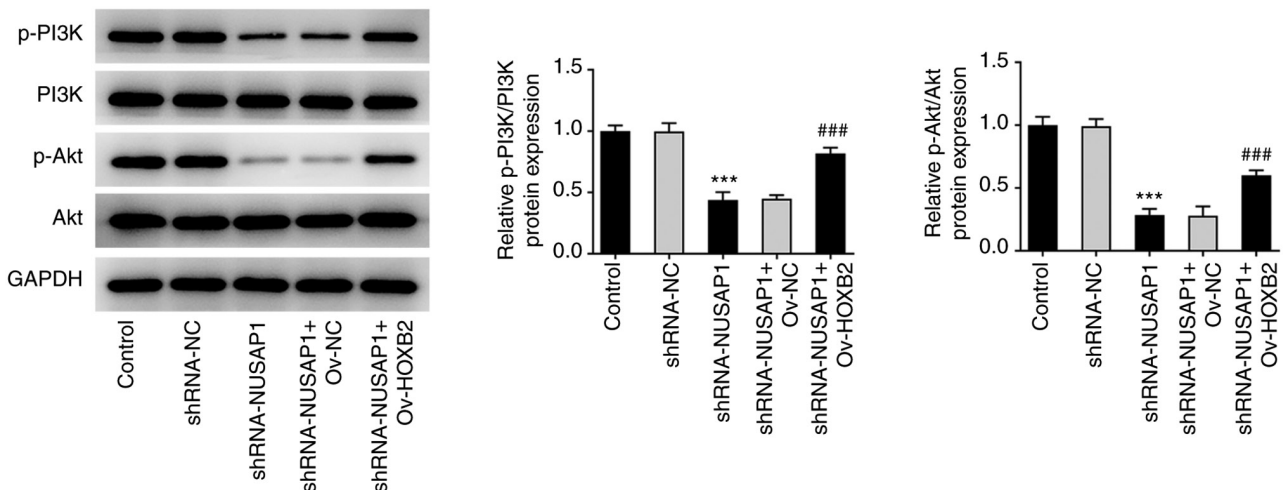 p-PI3K
PI3K
p-Akt
Akt
GAPDH
Control
shRNA-NC
shRNA-NUSAP1
shRNA-NUSAP1+
Ov-NC
shRNA-NUSAP1+
Ov-HOXB2
Relative p-PI3K/PI3K
protein expression
1.5
1.0
0.5
0.0
***
###
Control
shRNA-NC
shRNA-NUSAP1
shRNA-NUSAP1+
Ov-NC
shRNA-NUSAP1+
Ov-HOXB2
Relative p-Akt/Akt
protein expression
1.5
1.0
0.5
0.0
***
###
Control
shRNA-NC
shRNA-NUSAP1
shRNA-NUSAP1+
Ov-NC
shRNA-NUSAP1+
Ov-HOXB2